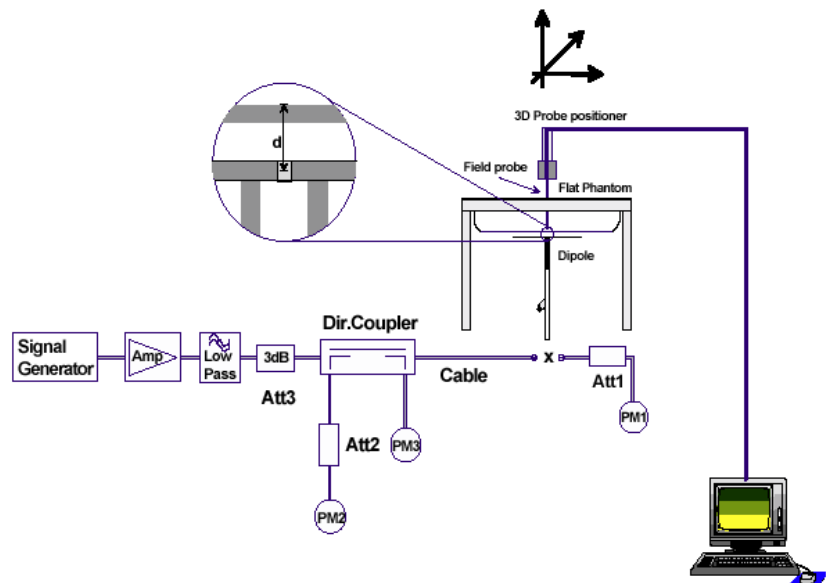 3D Probe positioner
d
Field probe
Flat Phantom
Dipole
Dir.Coupler
Signal
Generator
Amp
Low
Pass
3dB
Cable
x
Att1
Att3
PM1
Att2
PM3
PM2